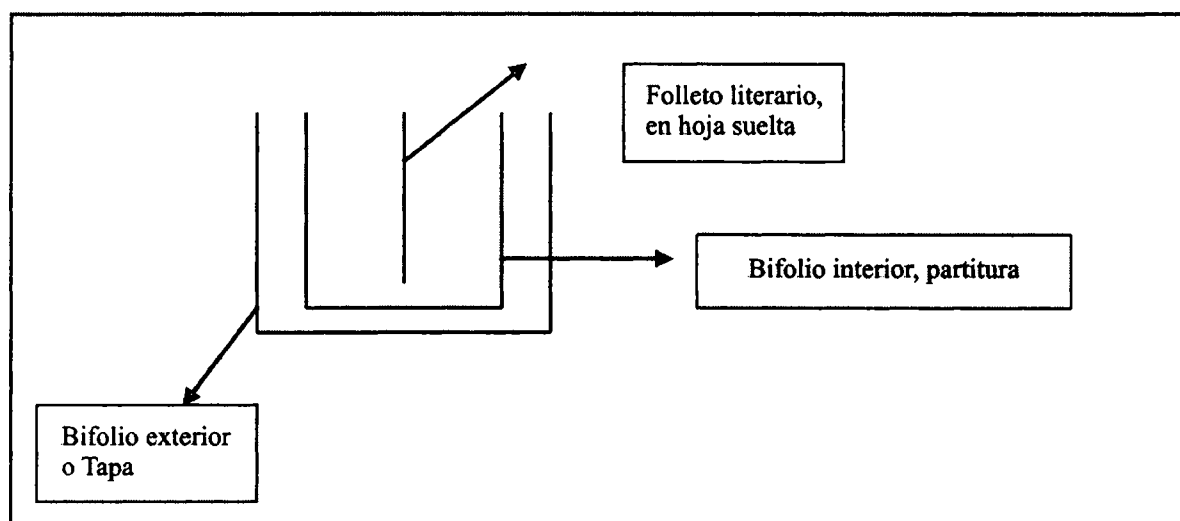 Folleto literario,
en hoja suelta
Bifolio interior, partitura
Bifolio exterior
o Tapa